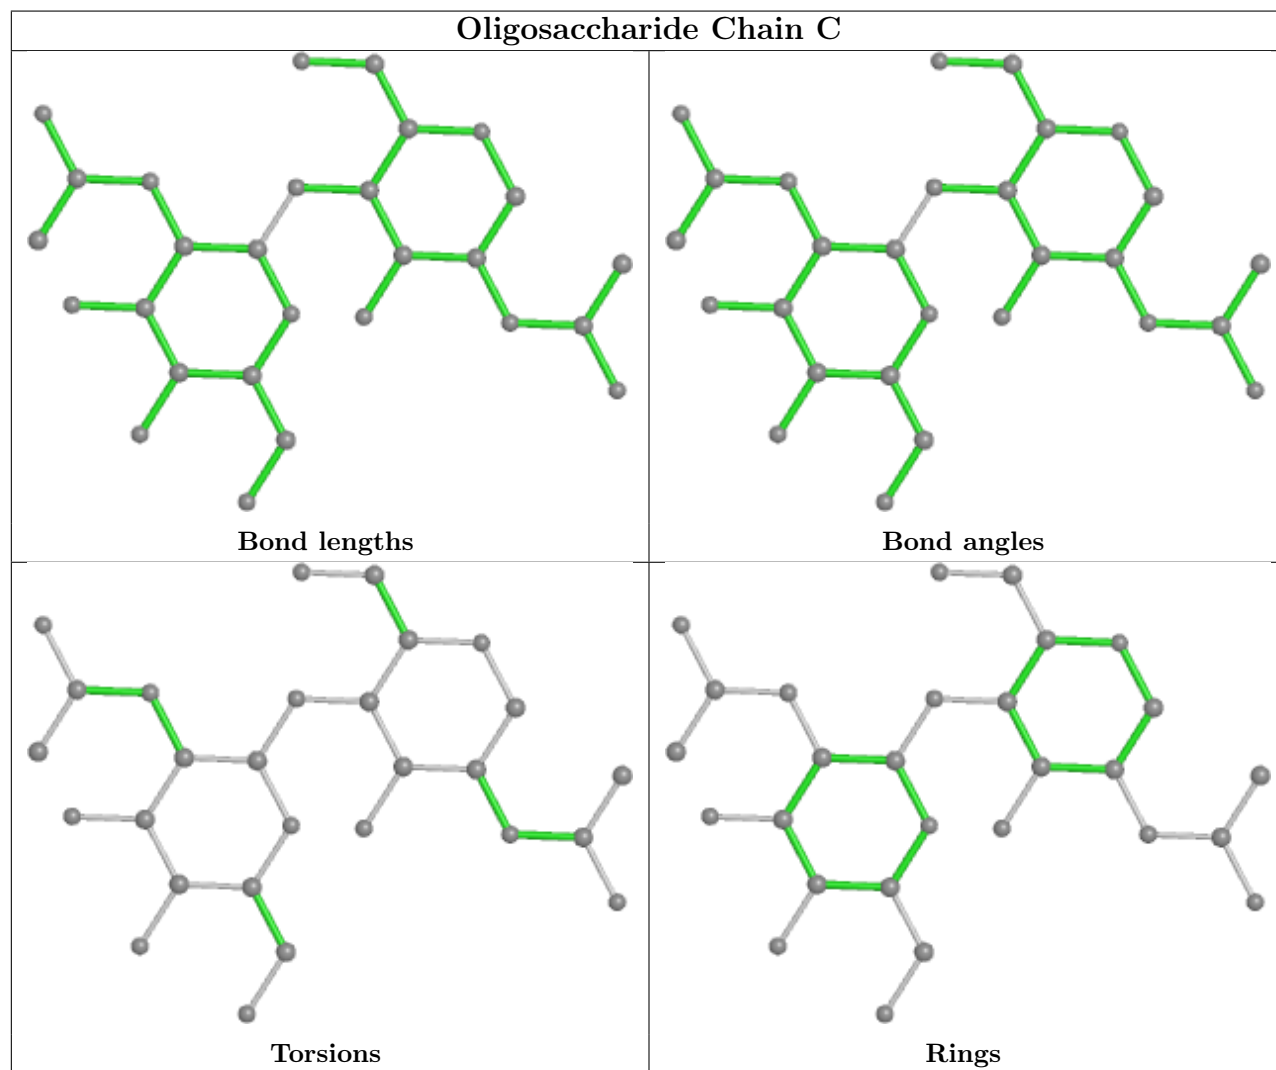 Oligosaccharide Chain C
Bond lengths
Bond angles
Torsions
Rings